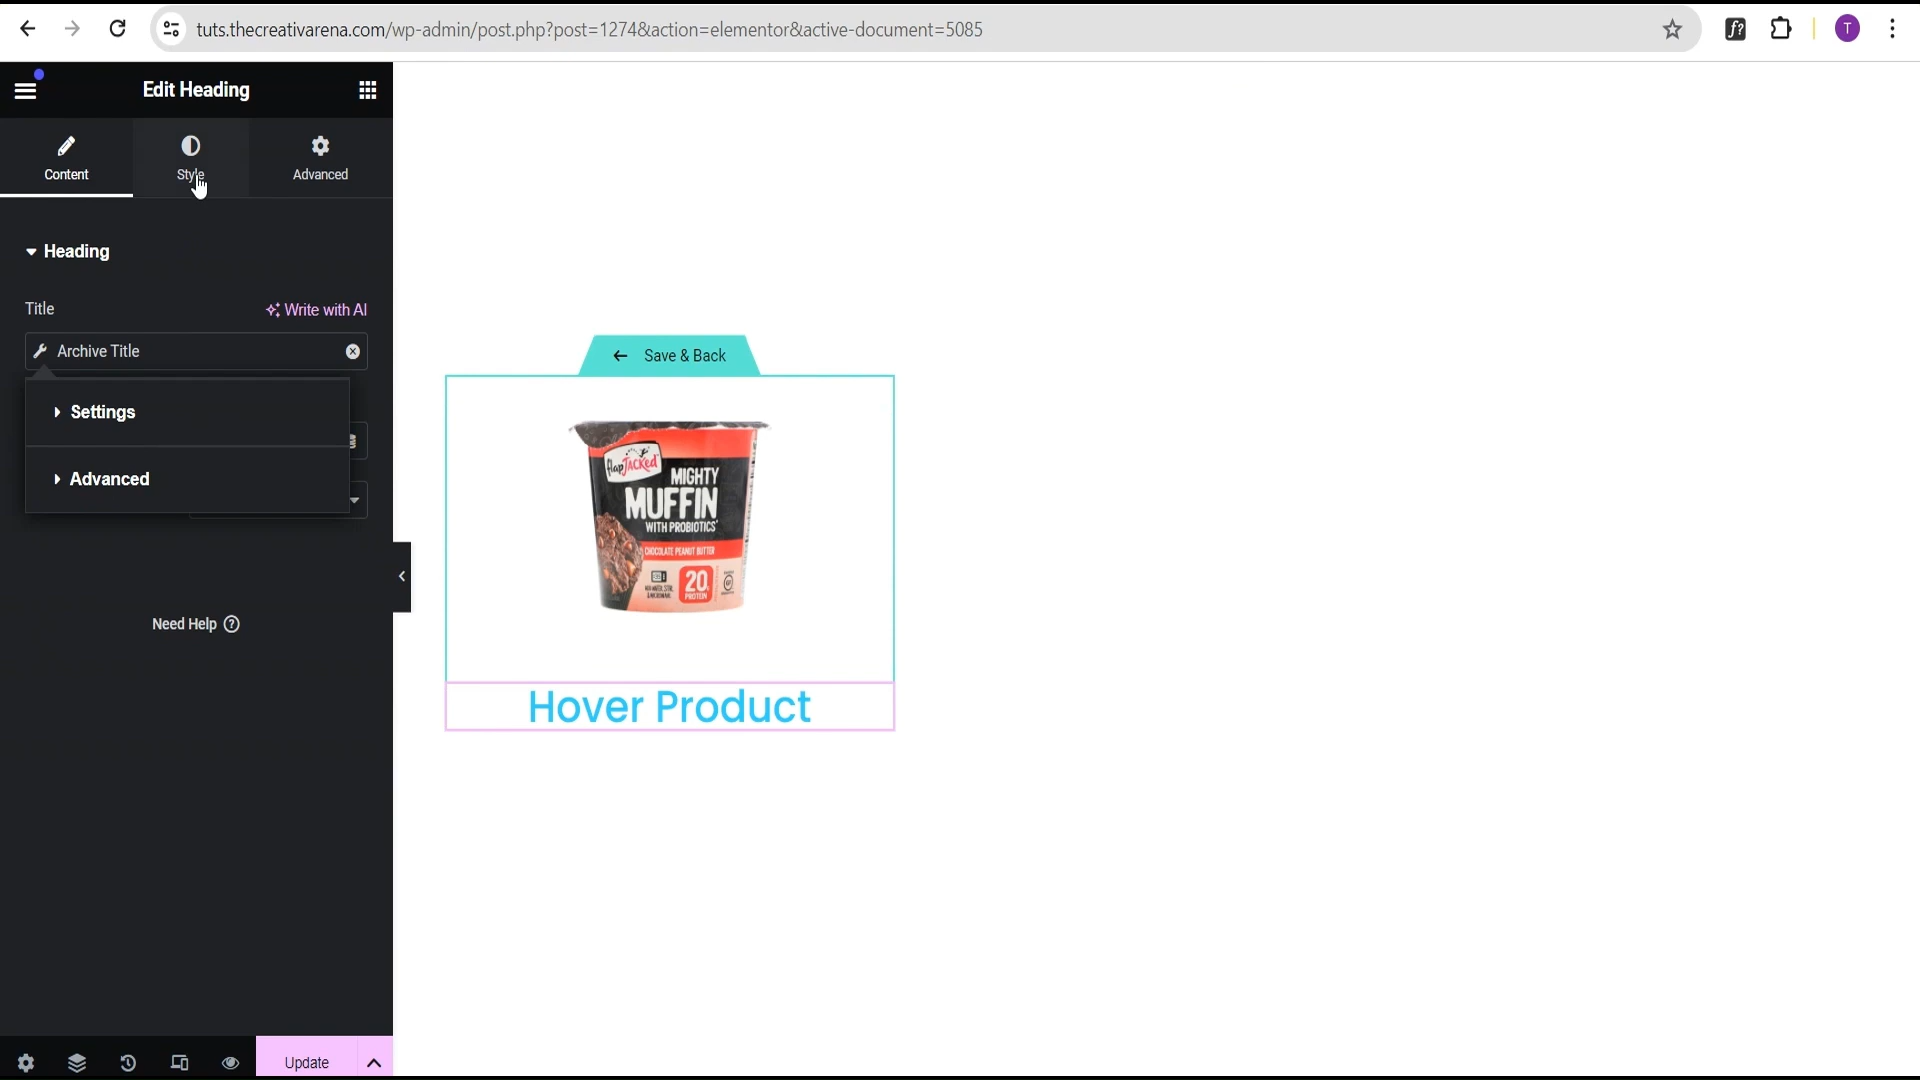 tuts.thecreativarena.com/wp-admin/post.php?post=1274&action=elementor&active-document=5085
f?
T
Edit Heading
Content
Style
Advanced
Heading
Title
Write with AI
Archive Title
Settings
Advanced
Need Help ?
Update
Save & Back
flapJACKed
MIGHTY
MUFFIN
WITH PROBIOTICS
CHOCOLATE PEANUT BUTTER
20
PROTEIN
Hover Product